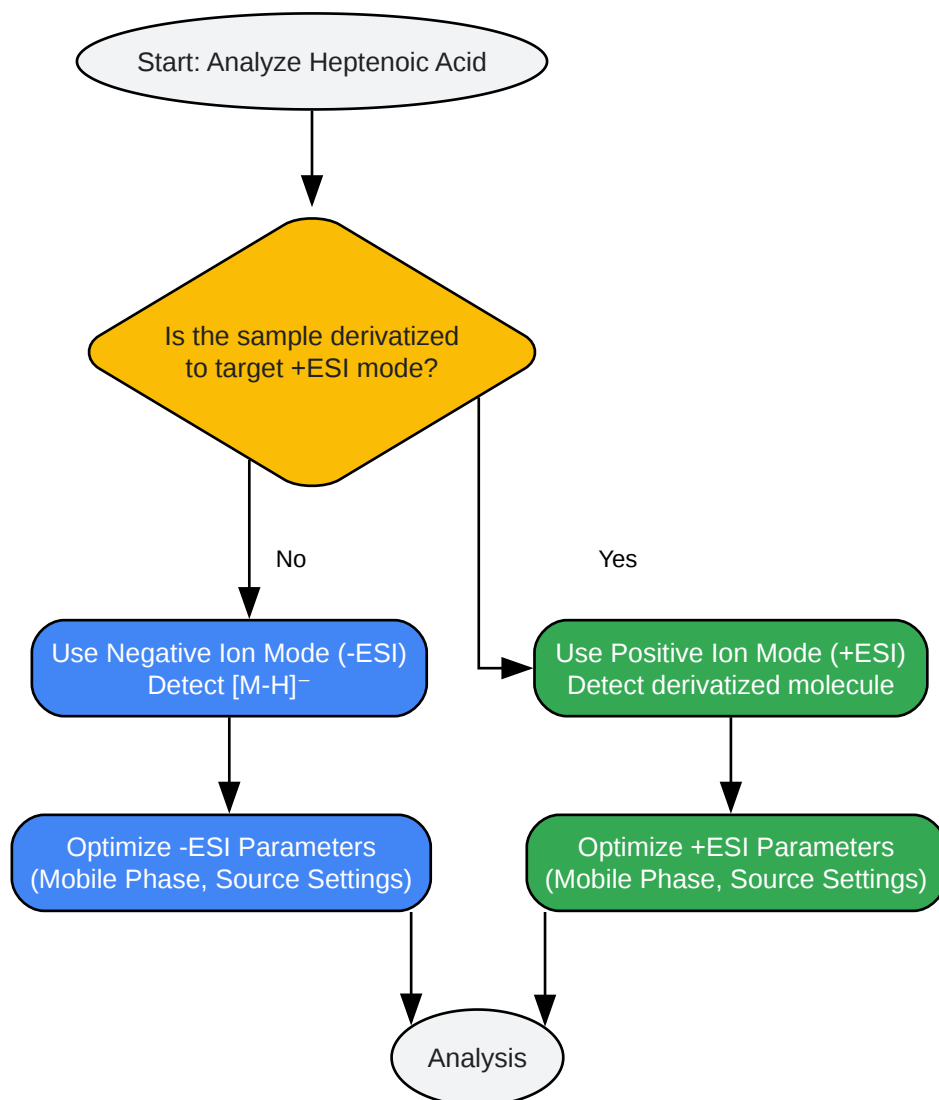 Start: Analyze Heptenoic Acid
Is the sample derivatized
to target +ESI mode?
No
Yes
Use Negative Ion Mode (-ESI)
Detect [M-H]⁻
Use Positive Ion Mode (+ESI)
Detect derivatized molecule
Optimize -ESI Parameters
(Mobile Phase, Source Settings)
Optimize +ESI Parameters
(Mobile Phase, Source Settings)
Analysis